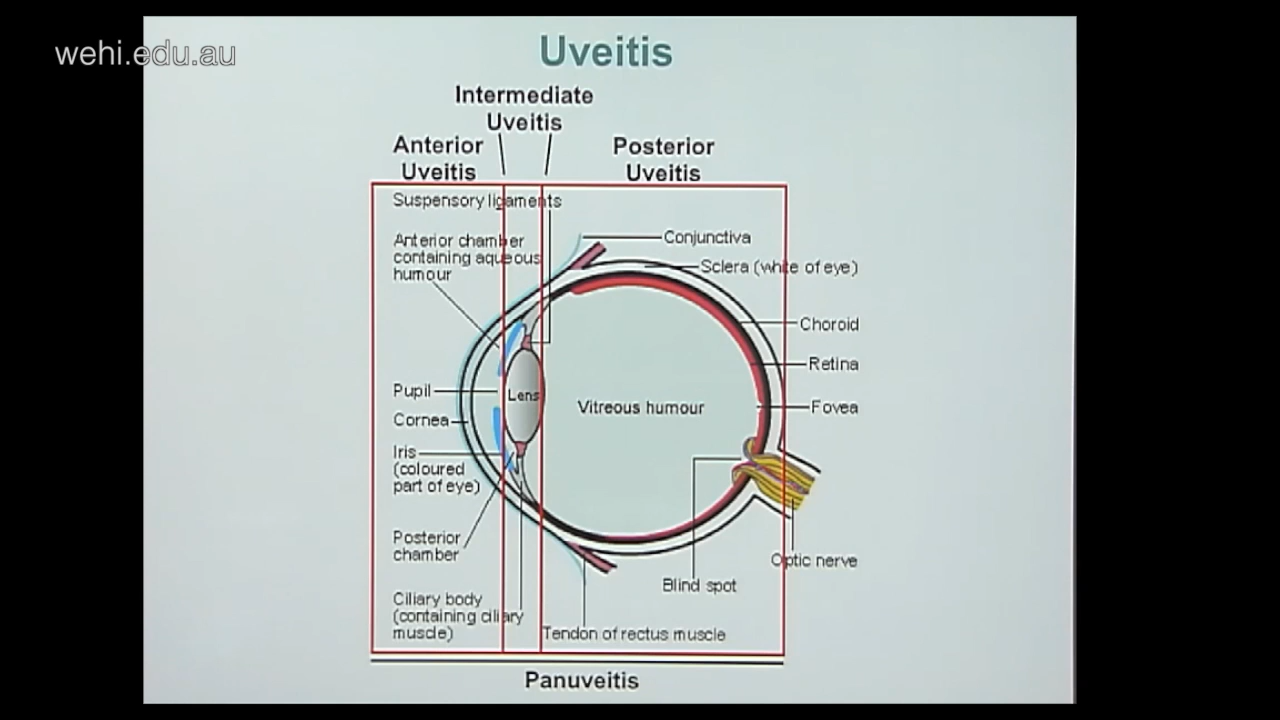 wehi.edu.au
Uveitis
Intermediate
Uveitis
Anterior
Uveitis
Posterior
Uveitis
Suspensory ligaments
Anterior chamber
containing aqueous
humour
Conjunctiva
Sclera (white of eye)
Choroid
Retina
Fovea
Pupil
Lens
Vitreous humour
Cornea
Iris
(coloured
part of eye)
Posterior
chamber
Optic nerve
Blind spot
Ciliary body
(containing ciliary
muscle)
Tendon of rectus muscle
Panuveitis